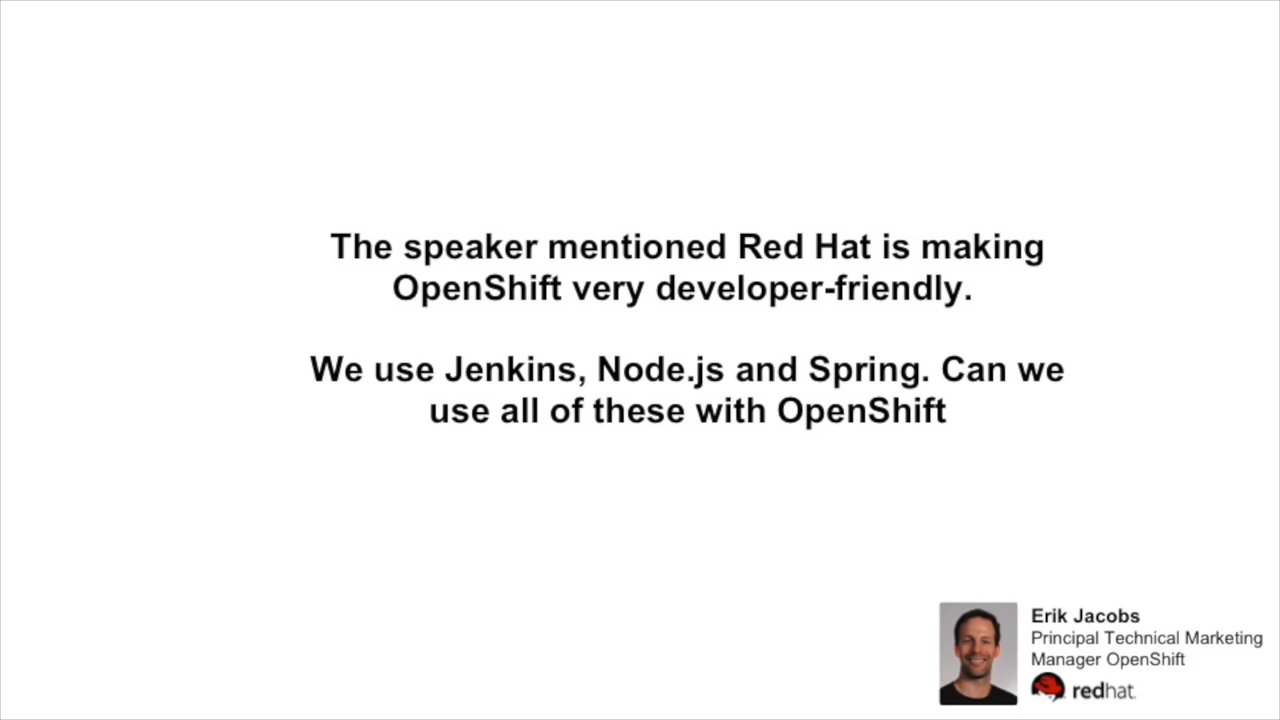 The speaker mentioned Red Hat is making
OpenShift very developer-friendly.
We use Jenkins, Node.js and Spring. Can we
use all of these with OpenShift
Erik Jacobs
Principal Technical Marketing
Manager OpenShift
redhat.